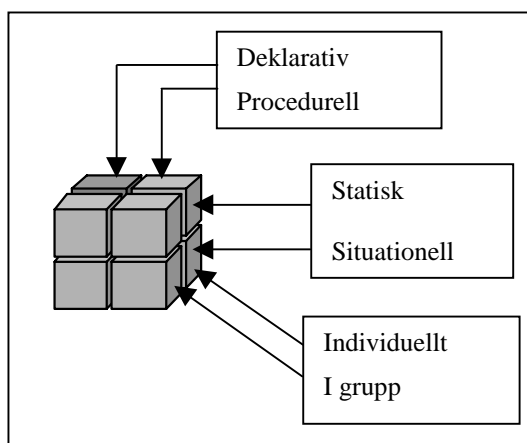 Deklarativ
Procedurell
Statisk
Situationell
Individuellt
I grupp